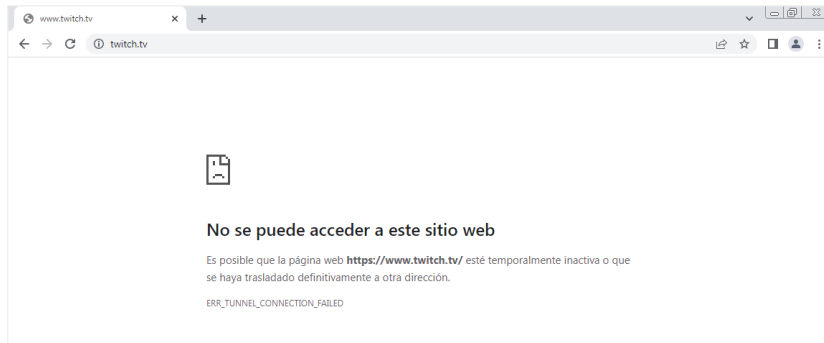 www.twitch.tv
twitch.tv
No se puede acceder a este sitio web
Es posible que la página web https://www.twitch.tv/ esté temporalmente inactiva o que
se haya trasladado definitivamente a otra dirección.
ERR_TUNNEL_CONNECTION_FAILED